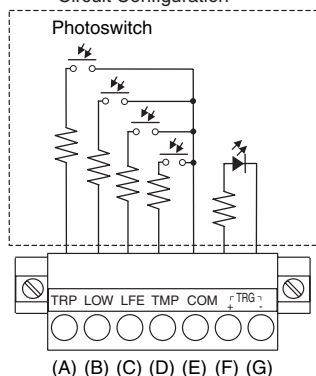 Circuit Configuration
Photoswitch
TRP LOW LFE TMP COM TRG
+ -
(A) (B) (C) (D) (E) (F) (G)